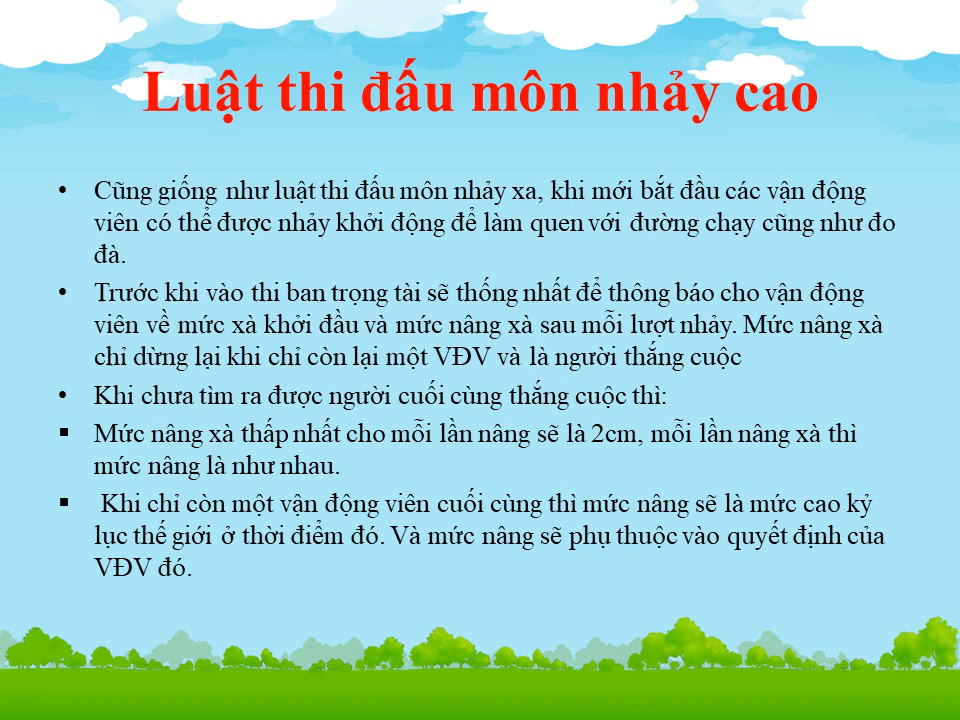 Luật thi đấu môn nhảy cao
• Cũng giống như luật thi đấu môn nhảy xa, khi mới bắt đầu các vận động
viên có thể được nhảy khởi động để làm quen với đường chạy cũng như đo
đà.
• Trước khi vào thi ban trọng tài sẽ thống nhất để thông báo cho vận động
viên về mức xà khởi đầu và mức nâng xà sau mỗi lượt nhảy. Mức nâng xà
chỉ dừng lại khi chỉ còn lại một VĐV và là người thắng cuộc
• Khi chưa tìm ra được người cuối cùng thắng cuộc thì:
▪ Mức nâng xà thấp nhất cho mỗi lần nâng sẽ là 2cm, mỗi lần nâng xà thì
mức nâng là như nhau.
▪ Khi chỉ còn một vận động viên cuối cùng thì mức nâng sẽ là mức cao kỷ
lục thế giới ở thời điểm đó. Và mức nâng sẽ phụ thuộc vào quyết định của
VĐV đó.